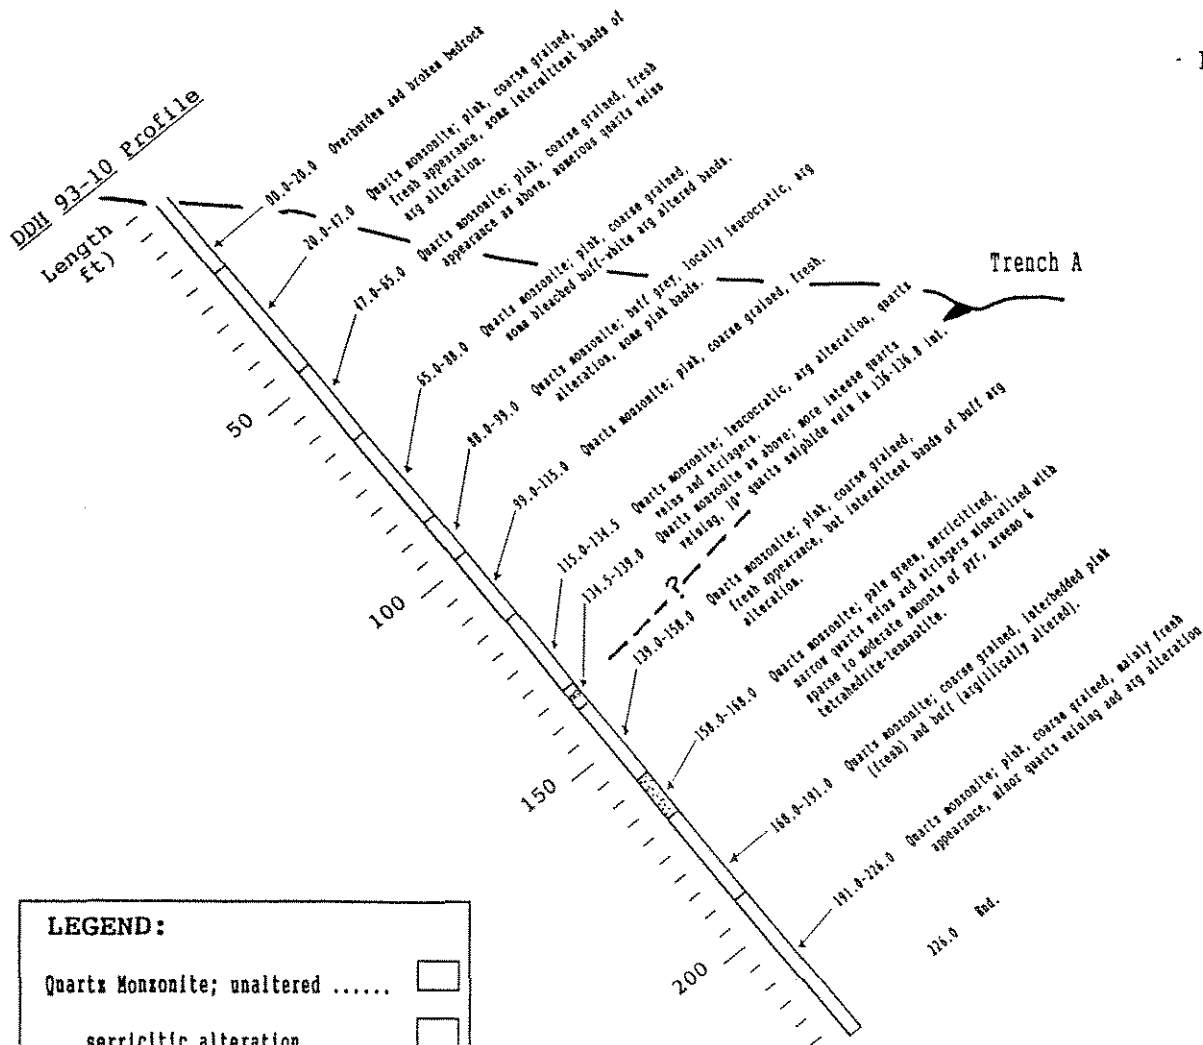 DDH 93-10 Profile
Length
ft)
00.0-20.0 Overburden and broken bedrock
20.0-47.0 Quartz monzonite; pink, coarse grained,
fresh appearance, some intermittent bands of
arg alteration.
47.0-65.0 Quartz monzonite; pink, coarse grained, fresh
appearance as above, numerous quartz veins
65.0-88.0 Quartz monzonite; pink, coarse grained,
some bleached buff-white arg altered bands.
88.0-99.0 Quartz monzonite; buff grey, locally leucocratic, arg
alteration, some pink bands.
99.0-115.0 Quartz monzonite; pink, coarse grained, fresh.
115.0-134.5 Quartz monzonite; leucocratic, arg alteration, quartz
veins and stringers.
134.5-139.0 Quartz monzonite as above; more intense quartz
veining, 10" quartz sulphide vein in 136-136.8 int.
?
139.0-158.0 Quartz monzonite; pink, coarse grained,
fresh appearance, but intermittent bands of buff arg
alteration.
158.0-168.0 Quartz monzonite; pale green, serricitized,
narrow quartz veins and stringers mineralized with
sparse to moderate amounts of pyr, arseno &
tetrahedrite-tennantite.
168.0-191.0 Quartz monzonite; coarse grained, interbedded pink
(fresh) and buff (argillically altered).
191.0-226.0 Quartz monzonite; pink, coarse grained, mainly fresh
appearance, minor quartz veining and arg alteration
226.0 End.
Trench A
50
100
150
200
LEGEND:
Quartz Monzonite; unaltered ......
serricitic alteration